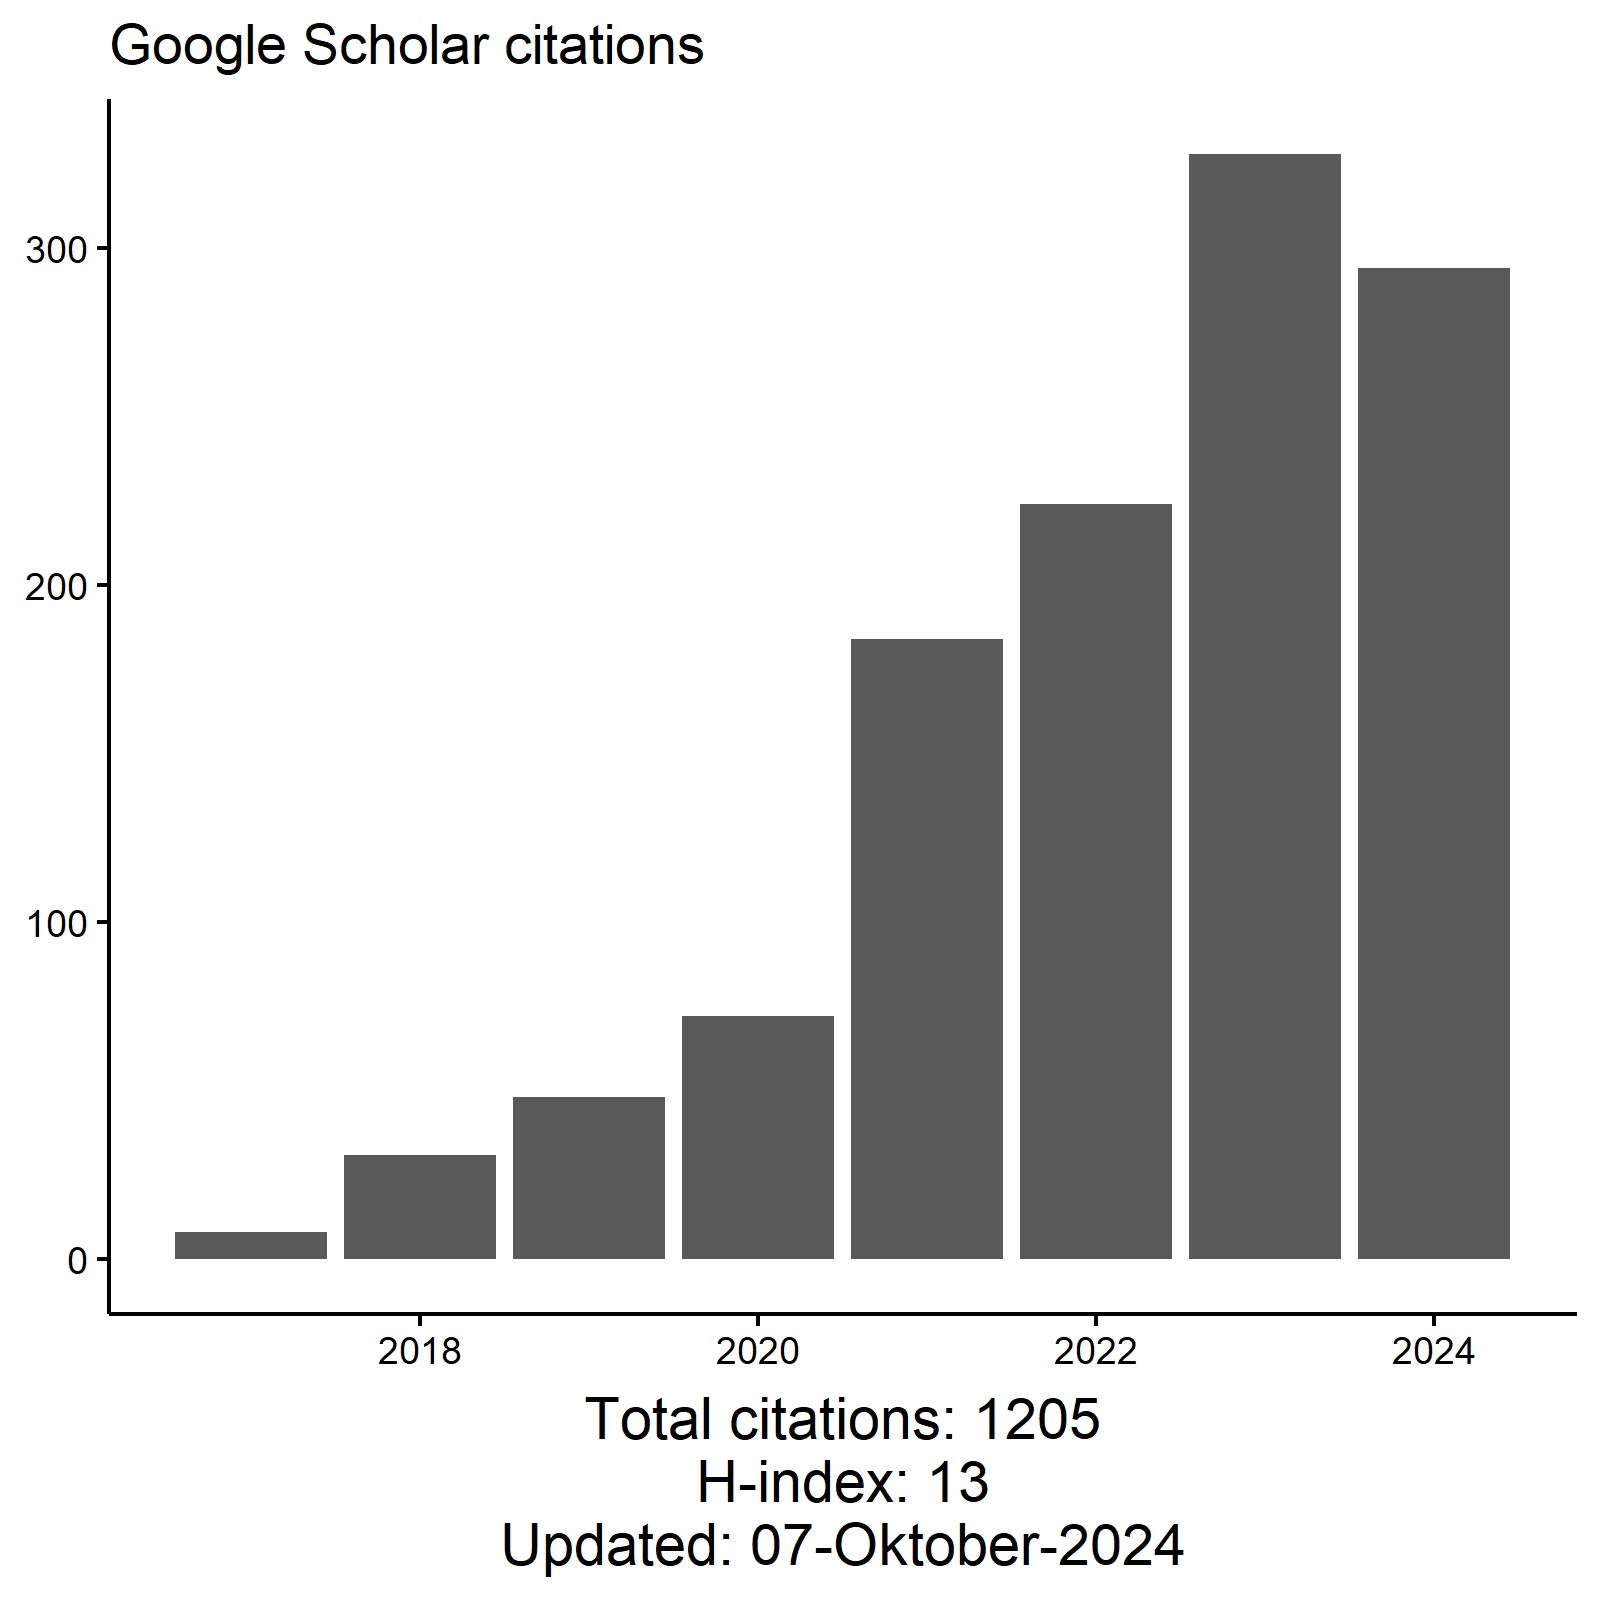 Google Scholar citations
300
200
100
0
2018 2020 2022 2024
Total citations: 1205
H-index: 13
Updated: 07-Oktober-2024